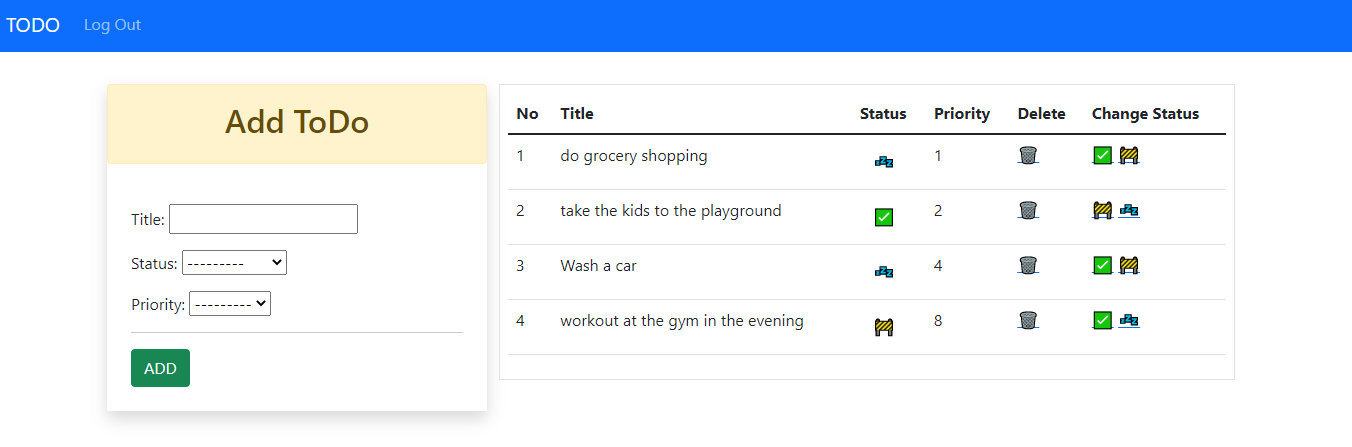 TODO Log Out
Add ToDo
Title:
Status: ---------
Priority: ---------
ADD
No Title Status Priority Delete Change Status
1 do grocery shopping 💤 1 🗑 ✅ 🚧
2 take the kids to the playground ✅ 2 🗑 🚧 💤
3 Wash a car 💤 4 🗑 ✅ 🚧
4 workout at the gym in the evening 🚧 8 🗑 ✅ 💤